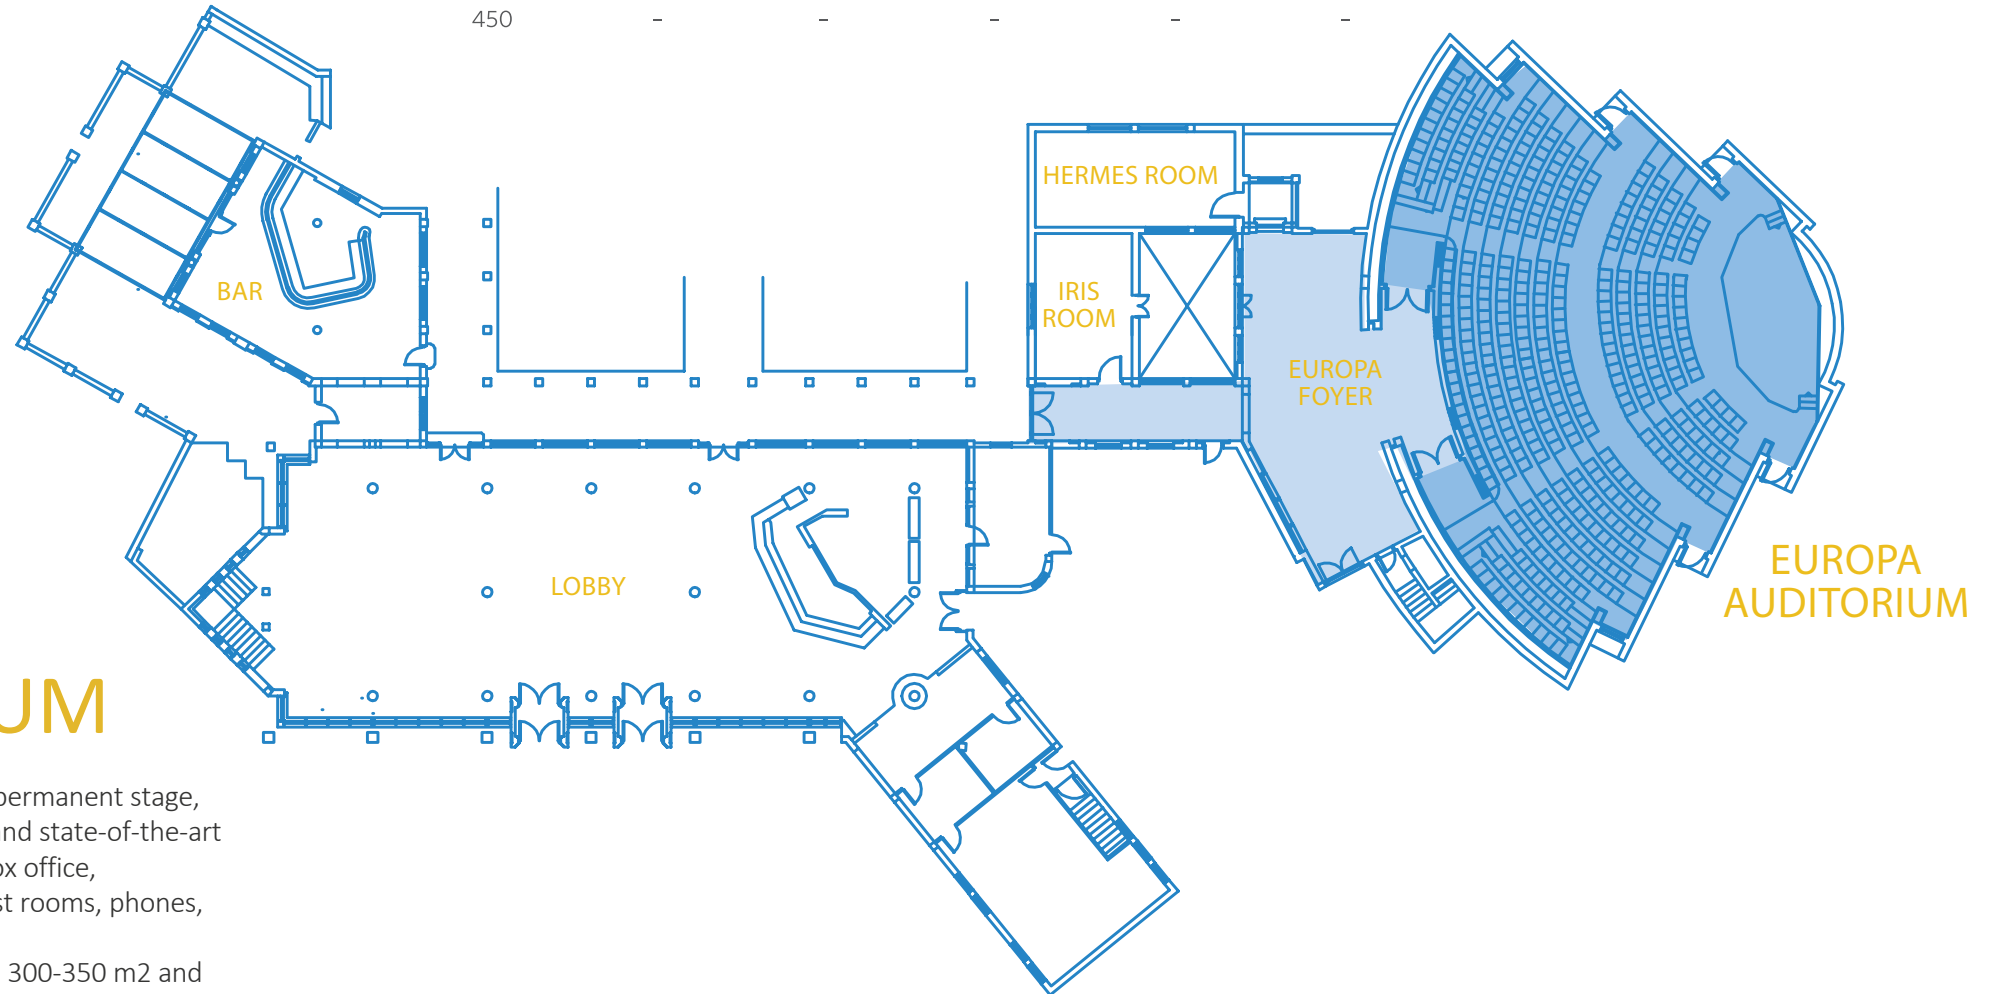 450 - - - - -
HERMES ROOM
BAR
IRIS
ROOM
EUROPA
FOYER
LOBBY
EUROPA
AUDITORIUM
UM
permanent stage,
nd state-of-the-art
ox office,
st rooms, phones,
300-350 m2 and